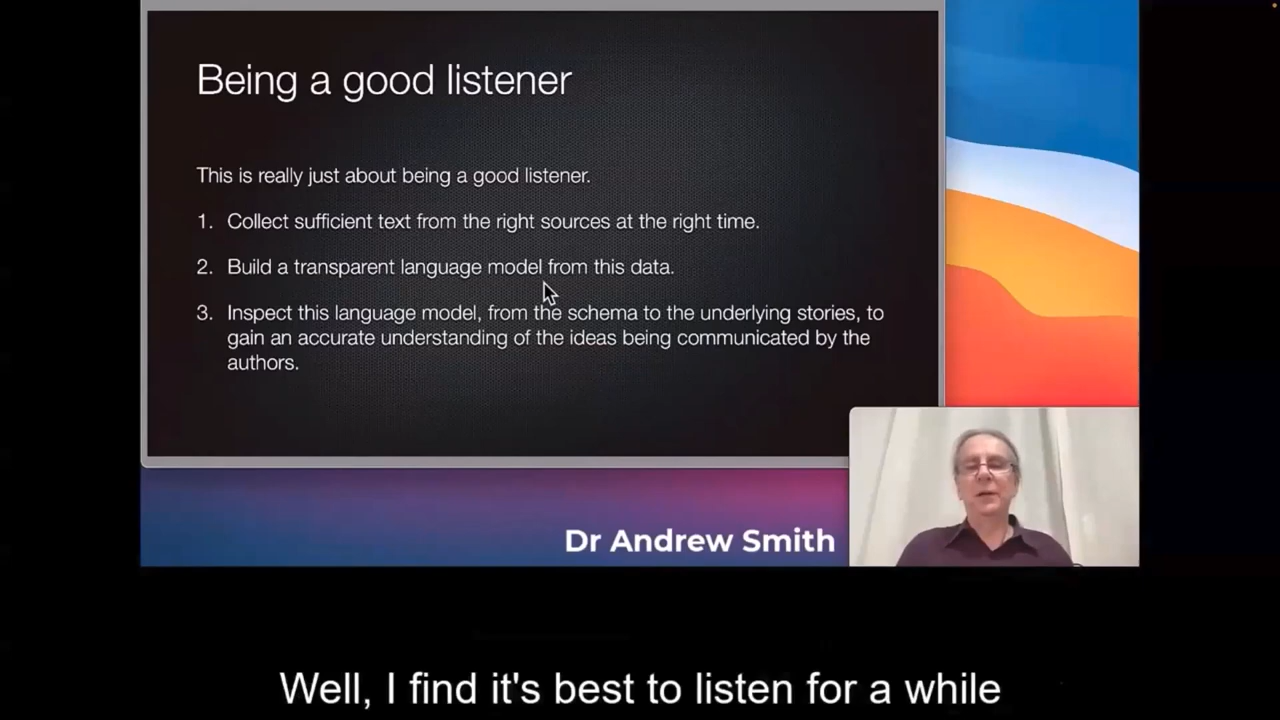 Being a good listener
This is really just about being a good listener.
1. Collect sufficient text from the right sources at the right time.
2. Build a transparent language model from this data.
3. Inspect this language model, from the schema to the underlying stories, to
gain an accurate understanding of the ideas being communicated by the
authors.
Dr Andrew Smith
Well, I find it's best to listen for a while